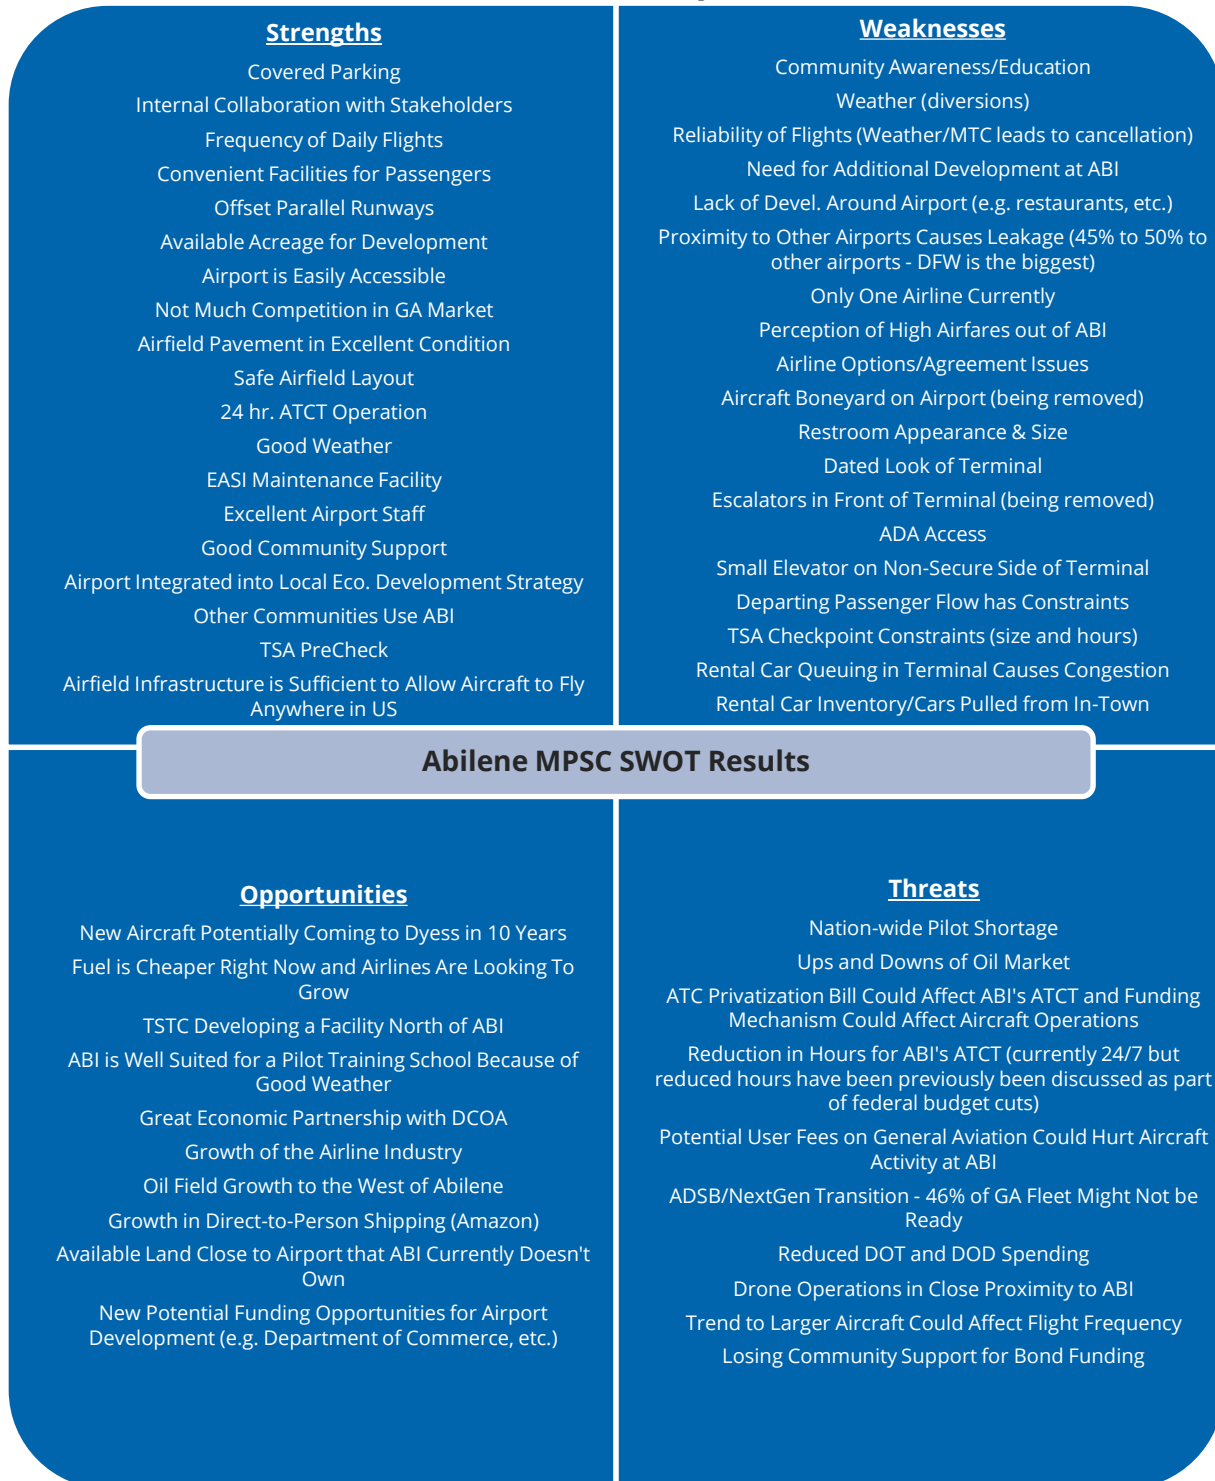 Strengths
Covered Parking
Internal Collaboration with Stakeholders
Frequency of Daily Flights
Convenient Facilities for Passengers
Offset Parallel Runways
Available Acreage for Development
Airport is Easily Accessible
Not Much Competition in GA Market
Airfield Pavement in Excellent Condition
Safe Airfield Layout
24 hr. ATCT Operation
Good Weather
EASI Maintenance Facility
Excellent Airport Staff
Good Community Support
Airport Integrated into Local Eco. Development Strategy
Other Communities Use ABI
TSA PreCheck
Airfield Infrastructure is Sufficient to Allow Aircraft to Fly
Anywhere in US
Weaknesses
Community Awareness/Education
Weather (diversions)
Reliability of Flights (Weather/MTC leads to cancellation)
Need for Additional Development at ABI
Lack of Devel. Around Airport (e.g. restaurants, etc.)
Proximity to Other Airports Causes Leakage (45% to 50% to
other airports - DFW is the biggest)
Only One Airline Currently
Perception of High Airfares out of ABI
Airline Options/Agreement Issues
Aircraft Boneyard on Airport (being removed)
Restroom Appearance & Size
Dated Look of Terminal
Escalators in Front of Terminal (being removed)
ADA Access
Small Elevator on Non-Secure Side of Terminal
Departing Passenger Flow has Constraints
TSA Checkpoint Constraints (size and hours)
Rental Car Queuing in Terminal Causes Congestion
Rental Car Inventory/Cars Pulled from In-Town
Abilene MPSC SWOT Results
Opportunities
New Aircraft Potentially Coming to Dyess in 10 Years
Fuel is Cheaper Right Now and Airlines Are Looking To
Grow
TSTC Developing a Facility North of ABI
ABI is Well Suited for a Pilot Training School Because of
Good Weather
Great Economic Partnership with DCOA
Growth of the Airline Industry
Oil Field Growth to the West of Abilene
Growth in Direct-to-Person Shipping (Amazon)
Available Land Close to Airport that ABI Currently Doesn't
Own
New Potential Funding Opportunities for Airport
Development (e.g. Department of Commerce, etc.)
Threats
Nation-wide Pilot Shortage
Ups and Downs of Oil Market
ATC Privatization Bill Could Affect ABI's ATCT and Funding
Mechanism Could Affect Aircraft Operations
Reduction in Hours for ABI's ATCT (currently 24/7 but
reduced hours have been previously been discussed as part
of federal budget cuts)
Potential User Fees on General Aviation Could Hurt Aircraft
Activity at ABI
ADSB/NextGen Transition - 46% of GA Fleet Might Not be
Ready
Reduced DOT and DOD Spending
Drone Operations in Close Proximity to ABI
Trend to Larger Aircraft Could Affect Flight Frequency
Losing Community Support for Bond Funding